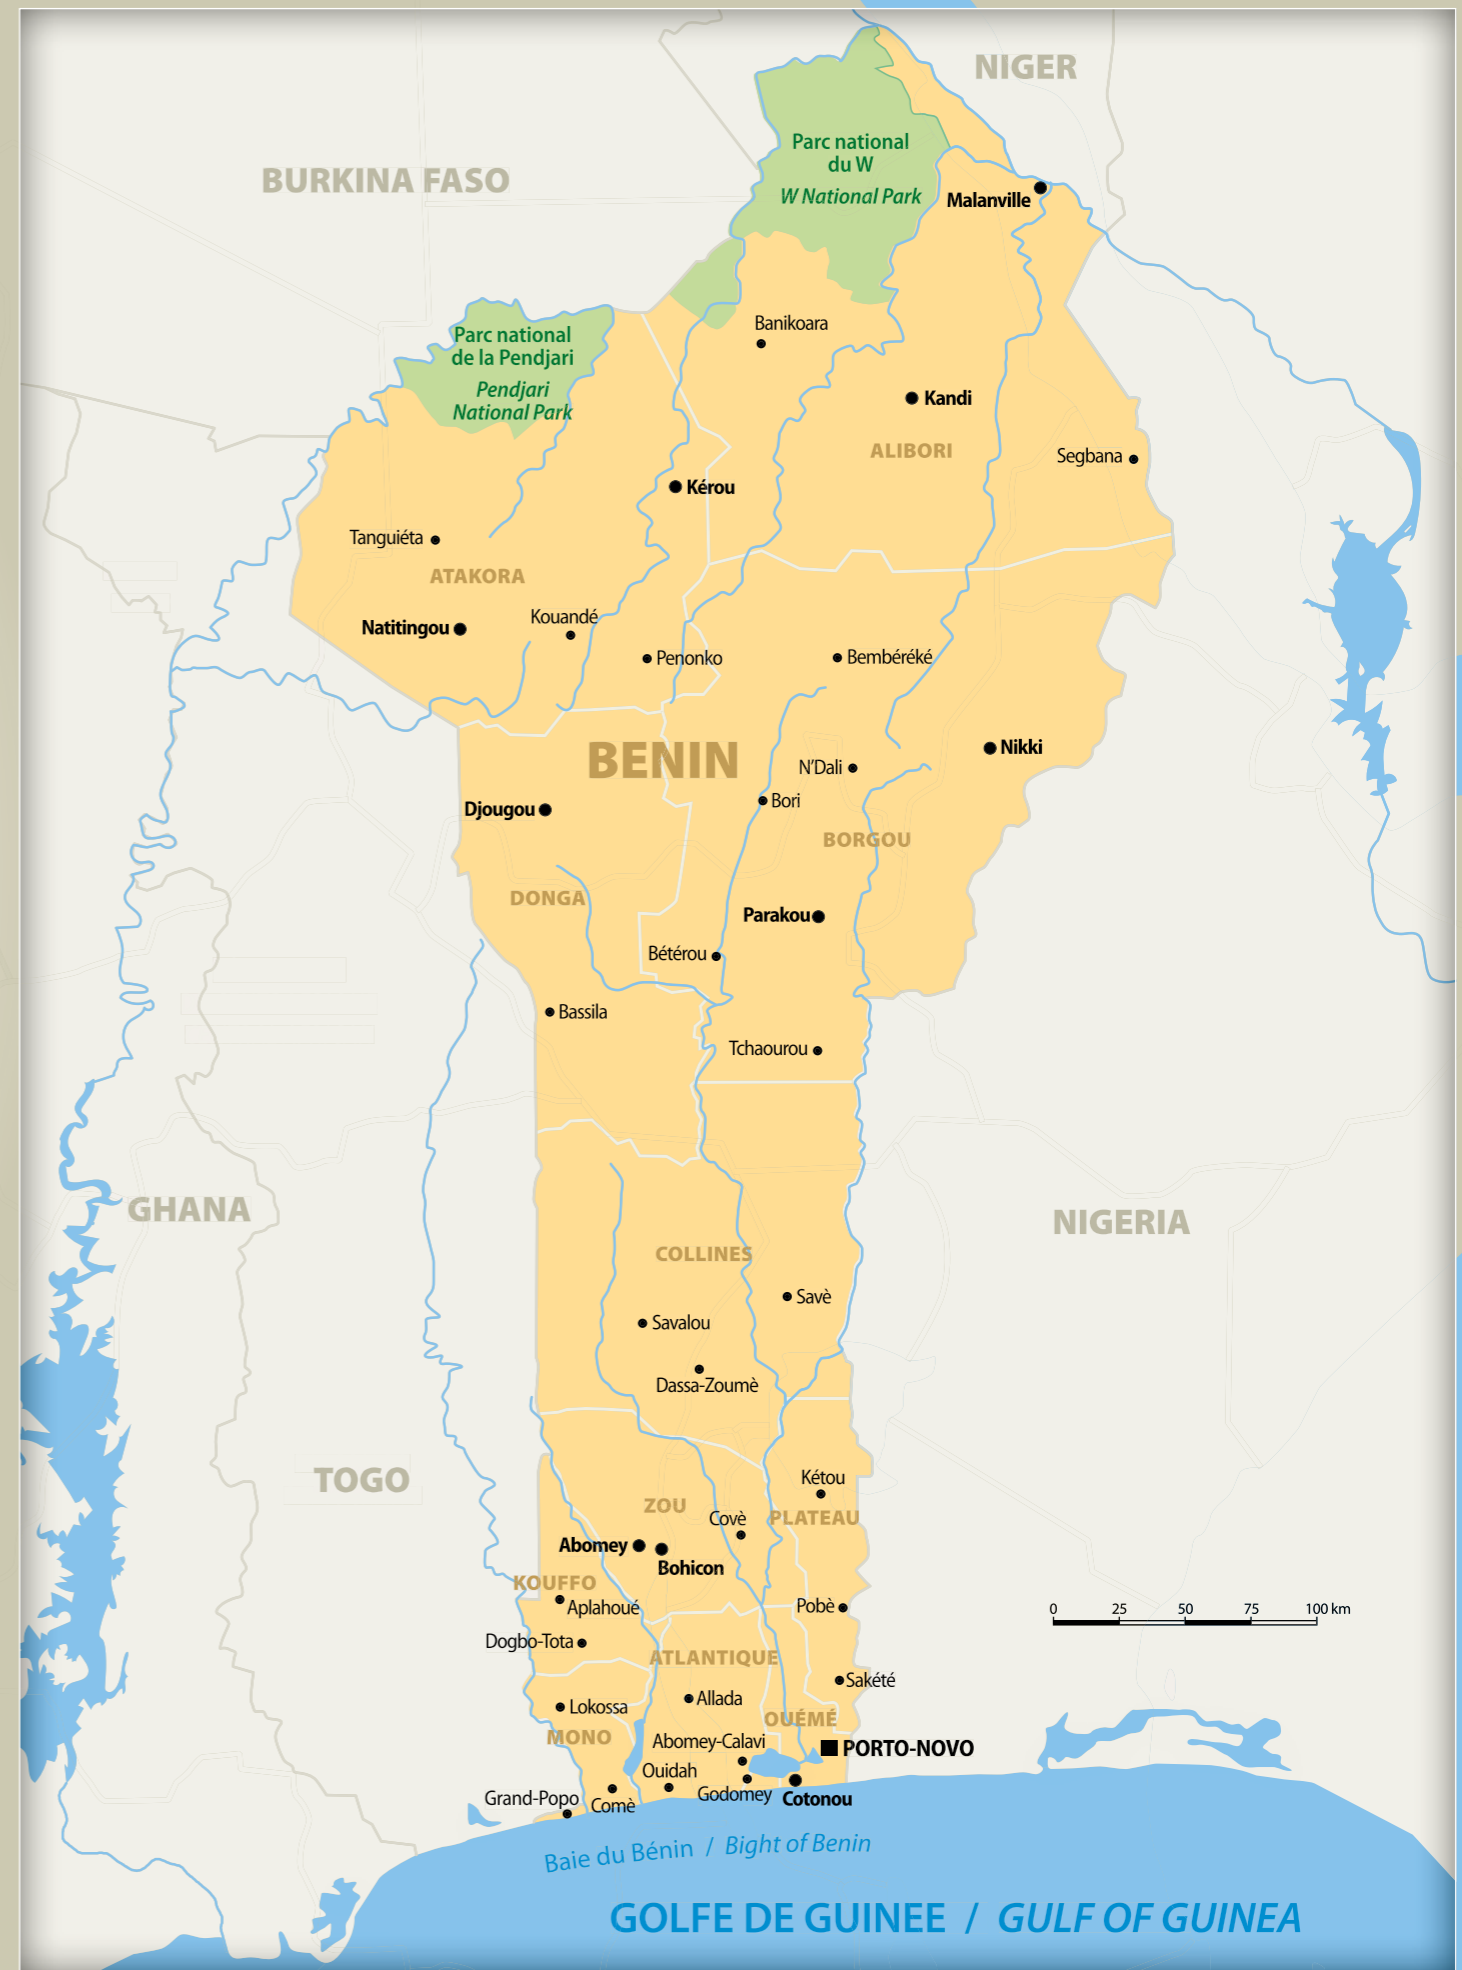 NIGER
Parc national
du W
W National Park
BURKINA FASO
Malanville
Banikoara
Parc national
de la Pendjari
Pendjari
National Park
Kandi
ALIBORI
Segbana
Kérou
Tanguiéta
ATAKORA
Kouandé
Natitingou
Penonko
Bembéréké
BENIN
Nikki
N'Dali
Bori
Djougou
BORGOU
DONGA
Parakou
Bétérou
Bassila
Tchaourou
GHANA
NIGERIA
COLLINES
Savè
Savalou
Dassa-Zoumè
TOGO
Kétou
ZOU
Covè
PLATEAU
Abomey
Bohicon
KOUFFO
Aplahoué
Pobè
0 25 50 75 100 km
Dogbo-Tota
ATLANTIQUE
Sakété
Allada
Lokossa
OUÉMÉ
MONO
Abomey-Calavi
PORTO-NOVO
Ouidah
Godomey
Cotonou
Grand-Popo
Comè
Baie du Bénin / Bight of Benin
GOLFE DE GUINEE / GULF OF GUINEA